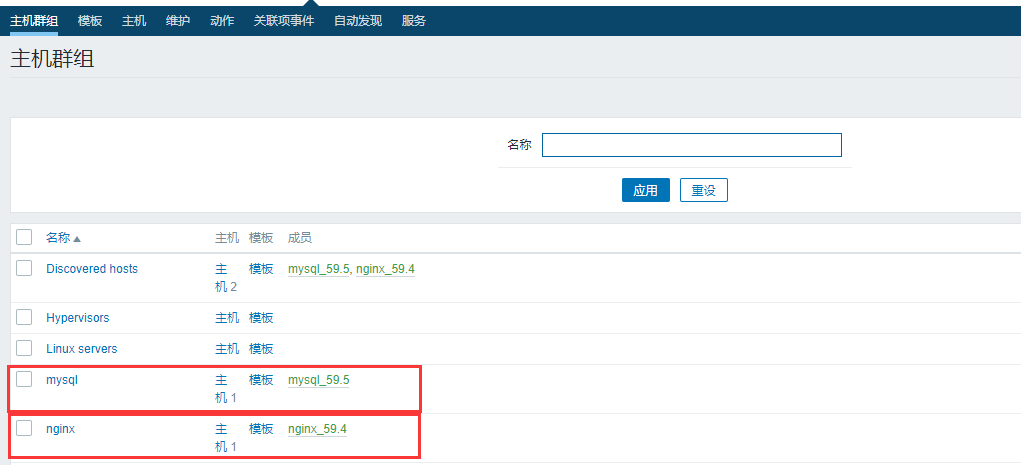 主机群组 模板 主机 维护 动作 关联项事件 自动发现 服务
主机群组
名称
应用 重设
名称 主机 模板 成员
Discovered hosts 主机 2 模板 mysql_59.5, nginx_59.4
Hypervisors 主机 模板
Linux servers 主机 模板
mysql 主机 1 模板 mysql_59.5
nginx 主机 1 模板 nginx_59.4